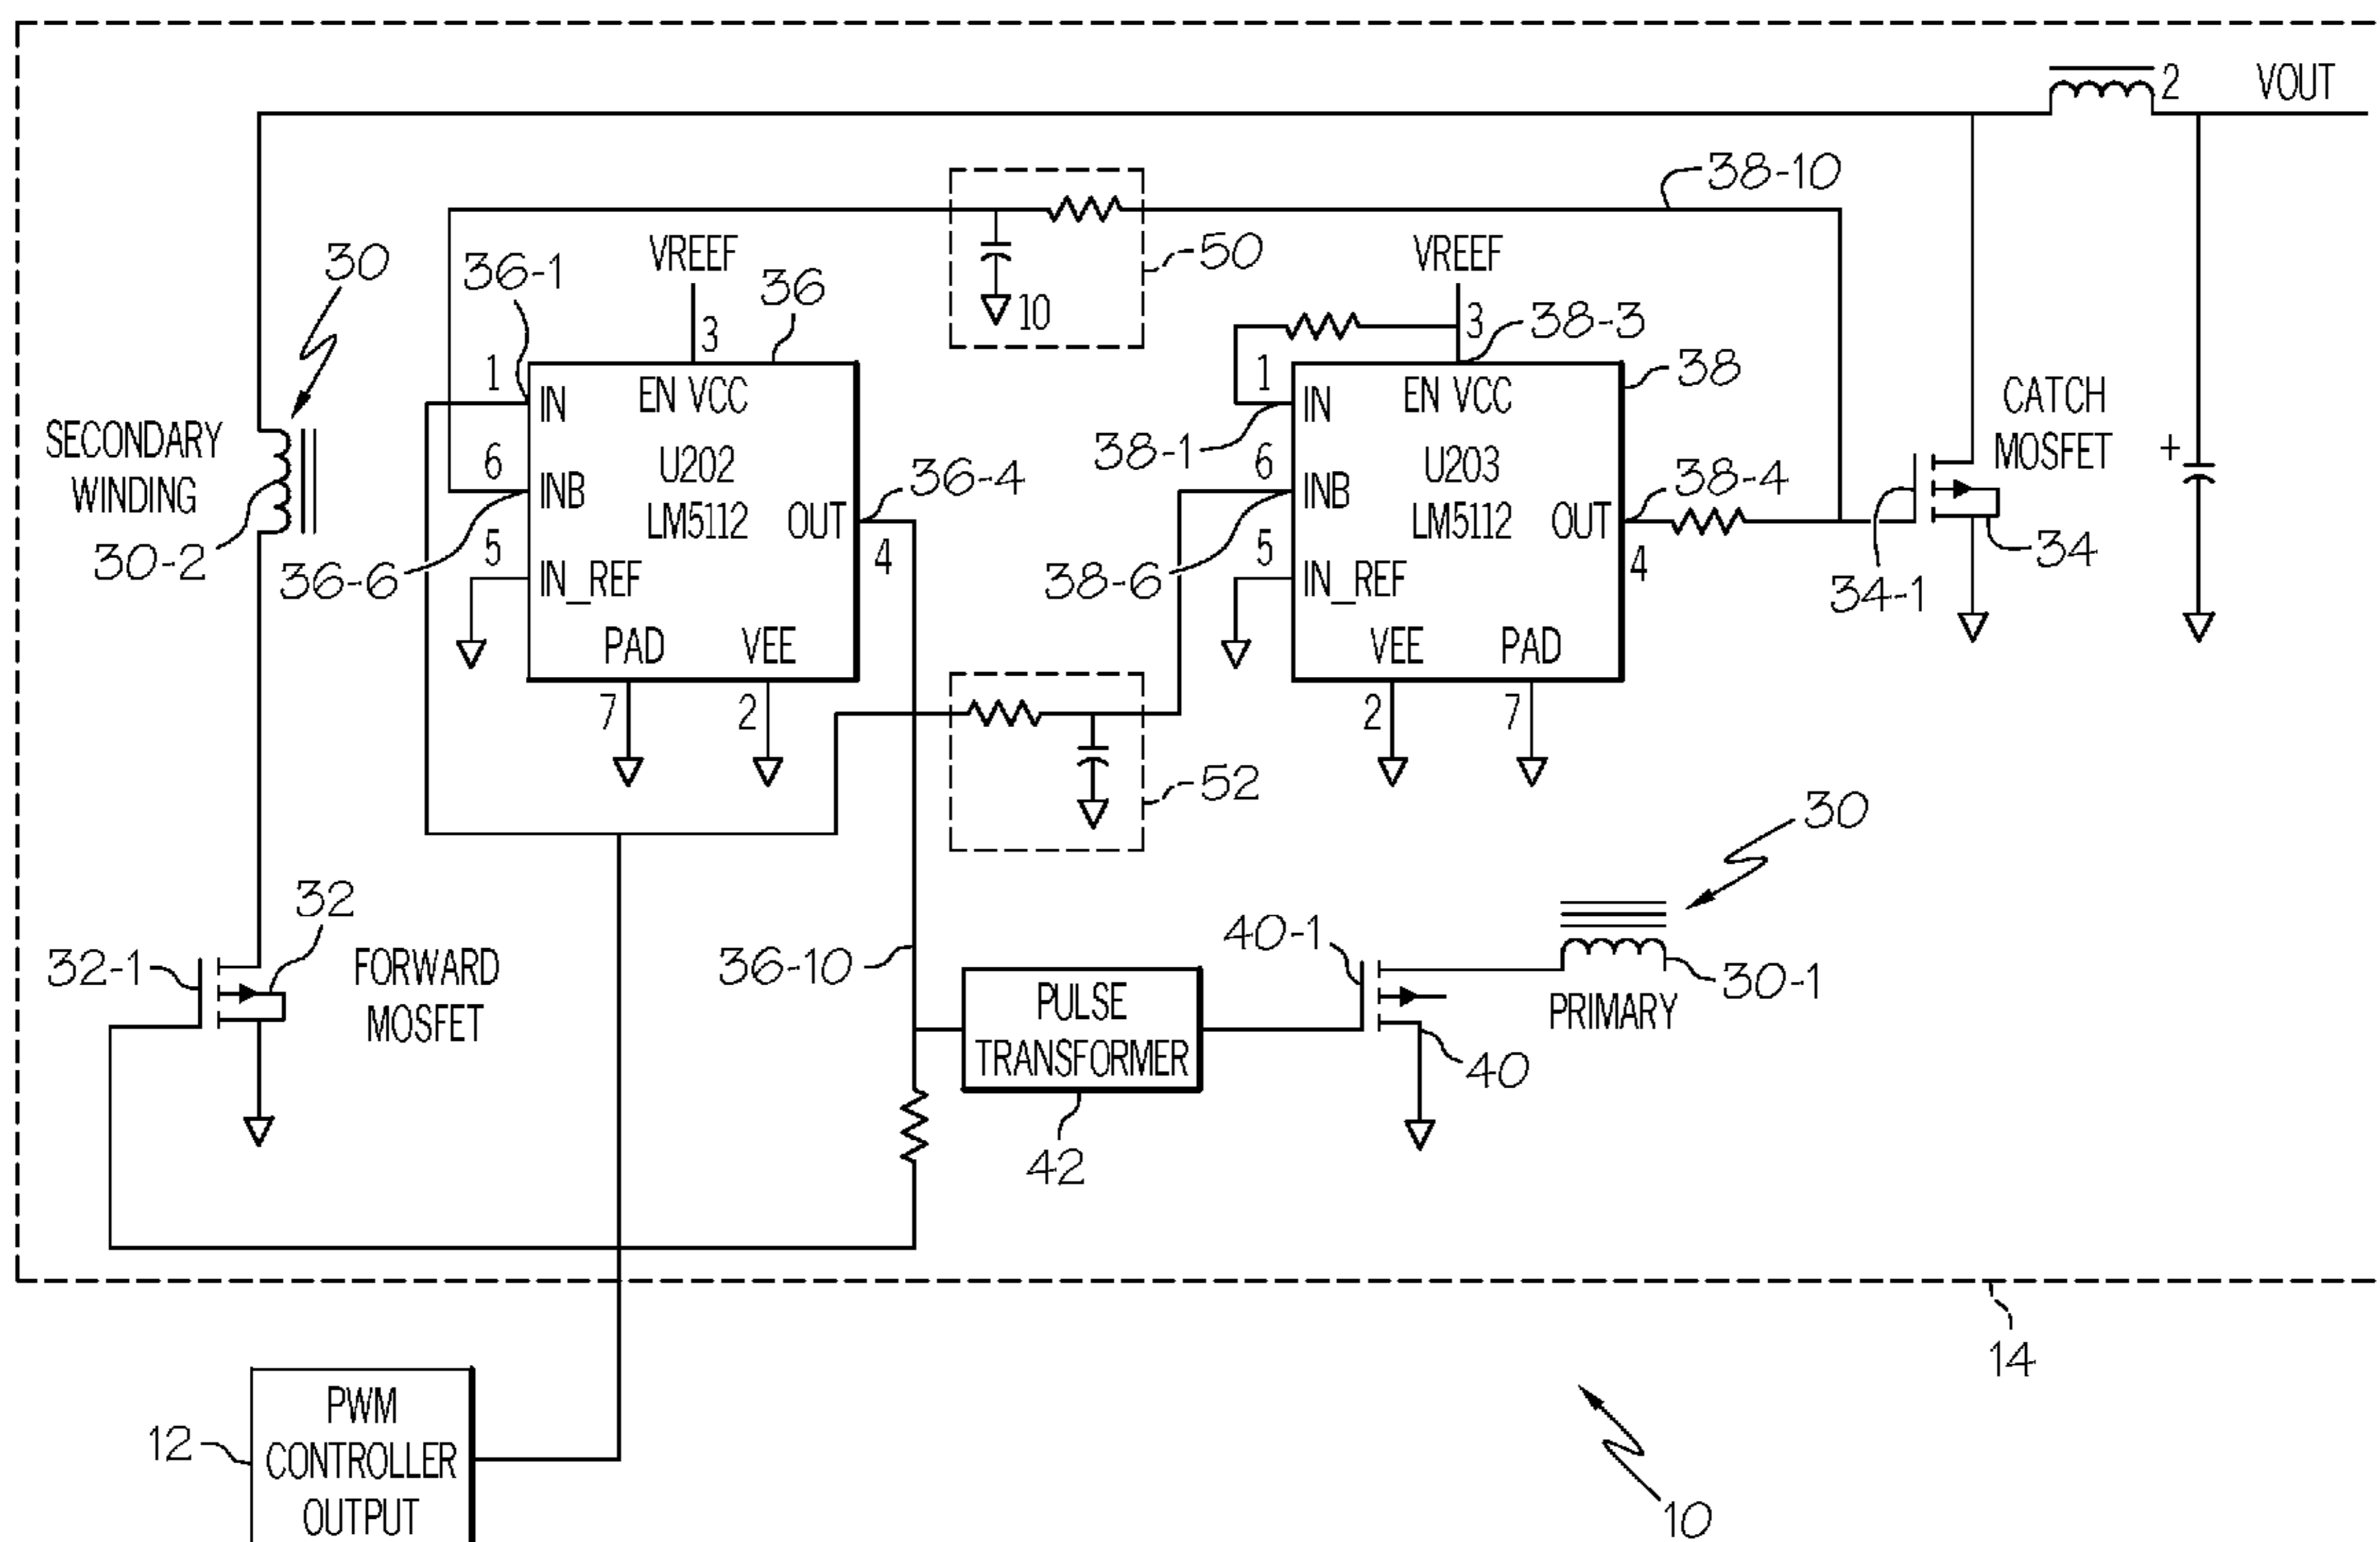 2
VOUT
38-10
VREEF
50
VREEF
30
36-1
36
10
3
3
38-3
38
1
IN
EN VCC
1
IN
EN VCC
CATCH
MOSFET
SECONDARY
WINDING
6
INB
U202
LM5112
36-4
38-1
6
INB
U203
LM5112
38-4
+
OUT
4
OUT
4
30-2
36-6
5
IN_REF
38-6
5
IN_REF
34-1
34
PAD
VEE
VEE
PAD
7
2
2
7
52
30
32
32-1
FORWARD
MOSFET
36-10
PULSE
TRANSFORMER
40-1
PRIMARY
30-1
40
42
14
12
PWM
CONTROLLER
OUTPUT
10